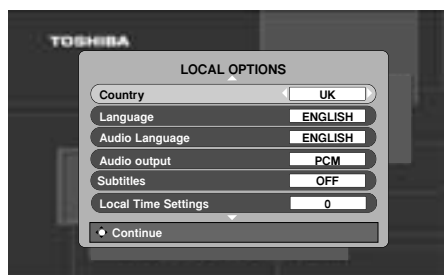 TOSHIBA
LOCAL OPTIONS
Country UK
Language ENGLISH
Audio Language ENGLISH
Audio output PCM
Subtitles OFF
Local Time Settings 0
Continue